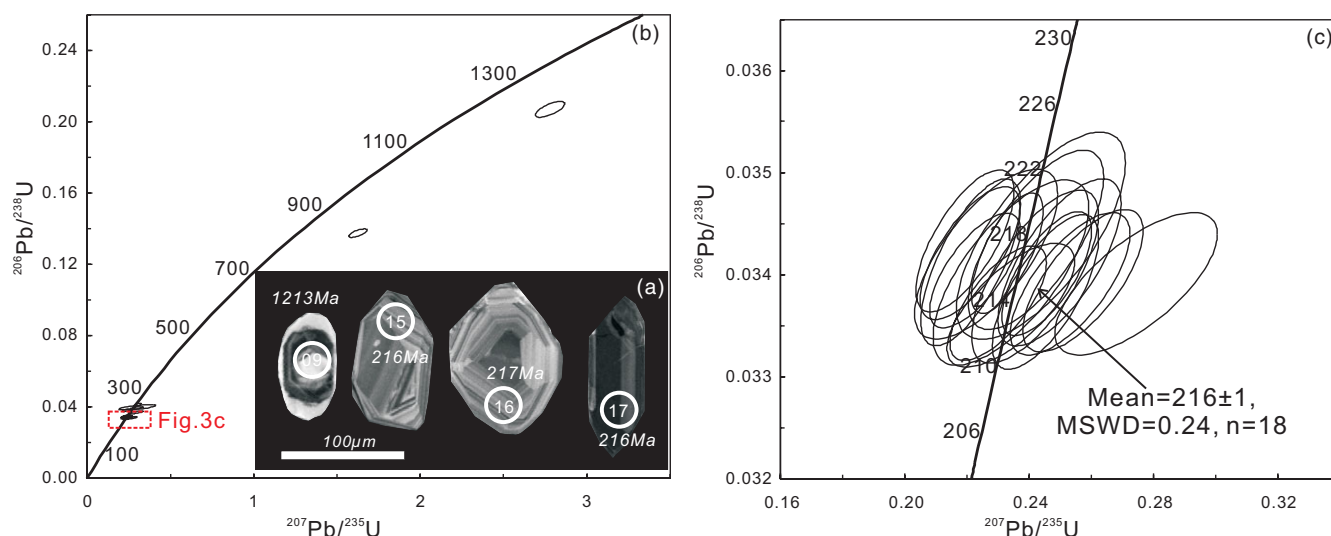 (b)
0.24
0.20
0.16
0.12
0.08
0.04
0.00
206Pb/238U
1300
1100
900
700
500
300
100
Fig.3c
(a)
1213Ma
09
15
216Ma
217Ma
16
17
216Ma
100μm
0
1
2
3
207Pb/235U
(c)
0.036
0.035
0.034
0.033
0.032
206Pb/238U
230
226
222
218
214
210
206
Mean=216±1,
MSWD=0.24, n=18
0.16
0.20
0.24
0.28
0.32
207Pb/235U